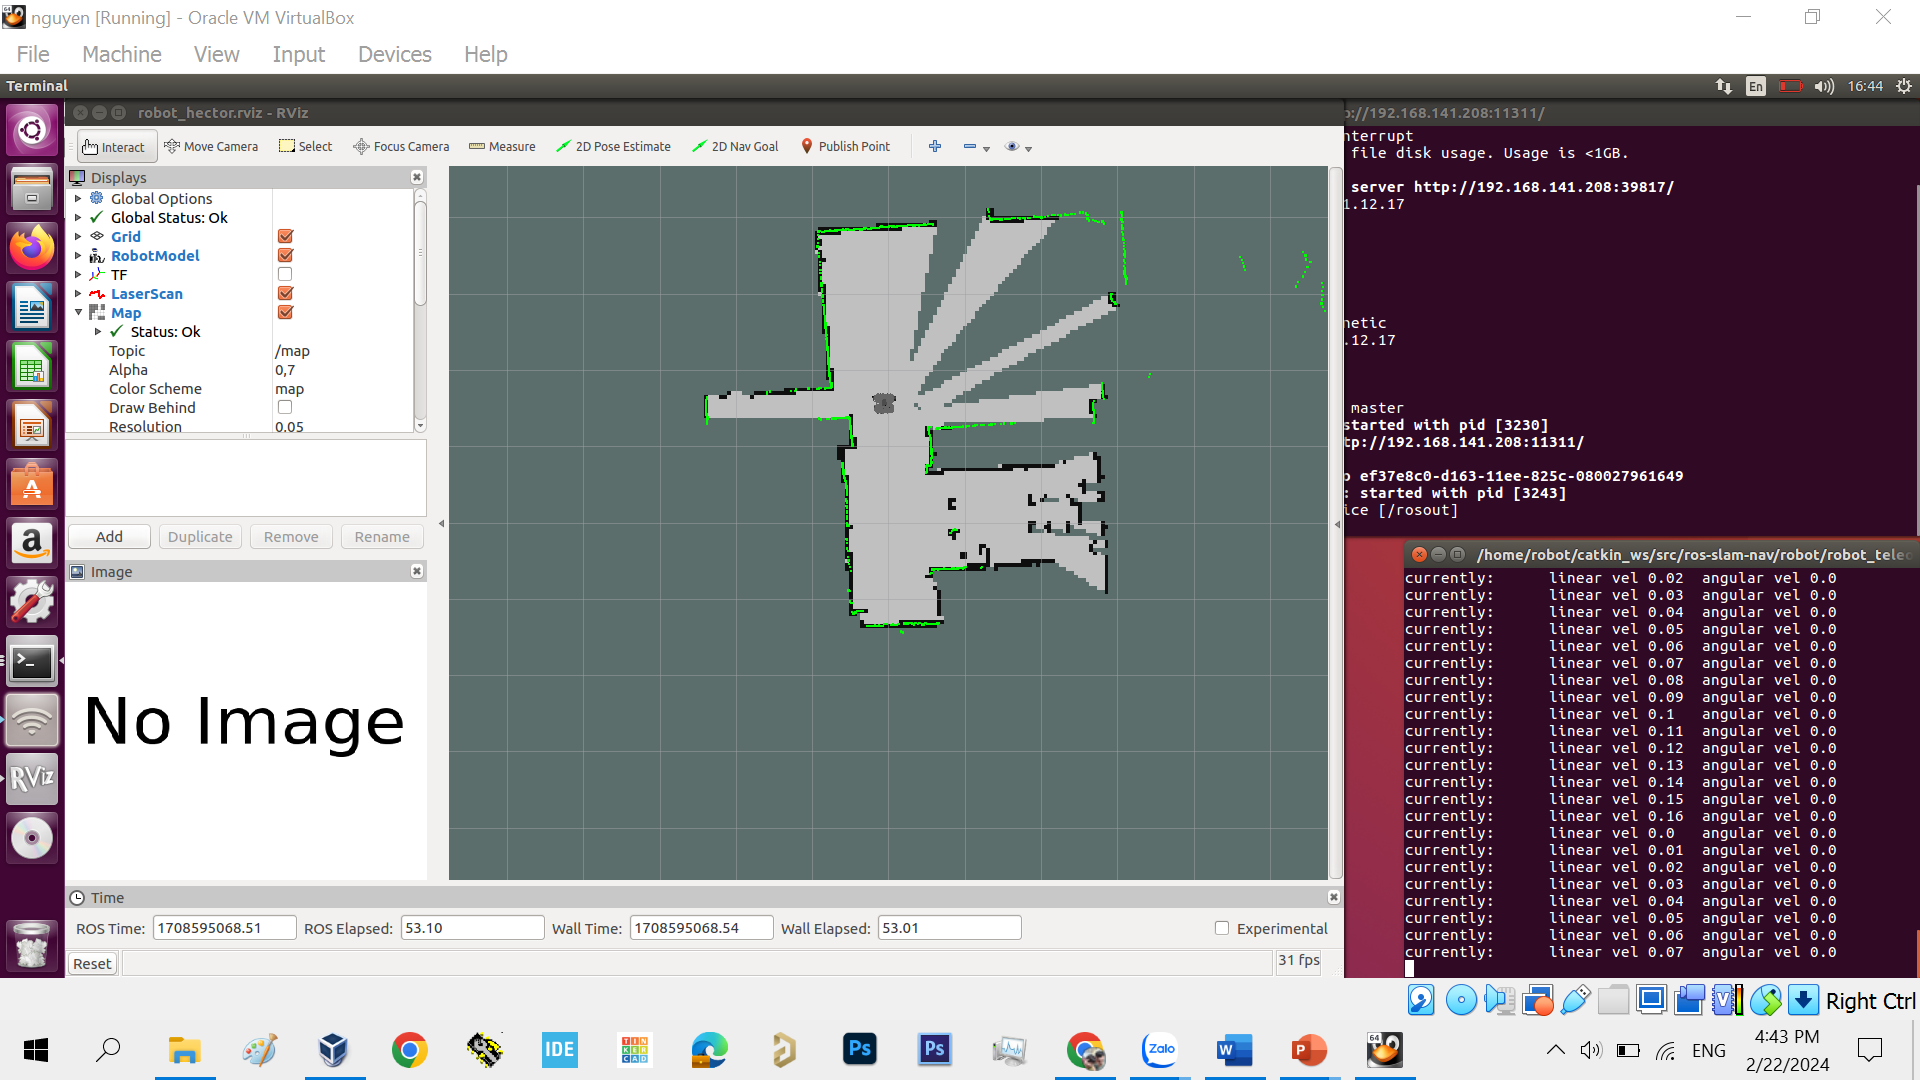 nguyen [Running] - Oracle VM VirtualBox
File Machine View Input Devices Help
Terminal
En
16:44
robot_hector.rviz - RViz
Interact Move Camera Select Focus Camera Measure 2D Pose Estimate 2D Nav Goal Publish Point
Displays
Global Options
Global Status: Ok
Grid
RobotModel
TF
LaserScan
Map
Status: Ok
Topic /map
Alpha 0,7
Color Scheme map
Draw Behind
Resolution 0.05
Add Duplicate Remove Rename
Image
No Image
Time
ROS Time: 1708595068.51 ROS Elapsed: 53.10 Wall Time: 1708595068.54 Wall Elapsed: 53.01 Experimental
Reset
31 fps
://192.168.141.208:11311/
nterrupt
file disk usage. Usage is <1GB.
server http://192.168.141.208:39817/
1.12.17
netic
.12.17
master
started with pid [3230]
tp://192.168.141.208:11311/
ef37e8c0-d163-11ee-825c-080027961649
: started with pid [3243]
ice [/rosout]
/home/robot/catkin_ws/src/ros-slam-nav/robot/robot_teleo
currently: linear vel 0.02 angular vel 0.0
currently: linear vel 0.03 angular vel 0.0
currently: linear vel 0.04 angular vel 0.0
currently: linear vel 0.05 angular vel 0.0
currently: linear vel 0.06 angular vel 0.0
currently: linear vel 0.07 angular vel 0.0
currently: linear vel 0.08 angular vel 0.0
currently: linear vel 0.09 angular vel 0.0
currently: linear vel 0.1 angular vel 0.0
currently: linear vel 0.11 angular vel 0.0
currently: linear vel 0.12 angular vel 0.0
currently: linear vel 0.13 angular vel 0.0
currently: linear vel 0.14 angular vel 0.0
currently: linear vel 0.15 angular vel 0.0
currently: linear vel 0.16 angular vel 0.0
currently: linear vel 0.0 angular vel 0.0
currently: linear vel 0.01 angular vel 0.0
currently: linear vel 0.02 angular vel 0.0
currently: linear vel 0.03 angular vel 0.0
currently: linear vel 0.04 angular vel 0.0
currently: linear vel 0.05 angular vel 0.0
currently: linear vel 0.06 angular vel 0.0
currently: linear vel 0.07 angular vel 0.0
RViz
Right Ctrl
IDE
TIN
KER
CAD
Ps
Ps
Zalo
W
P
64
ENG
4:43 PM
2/22/2024